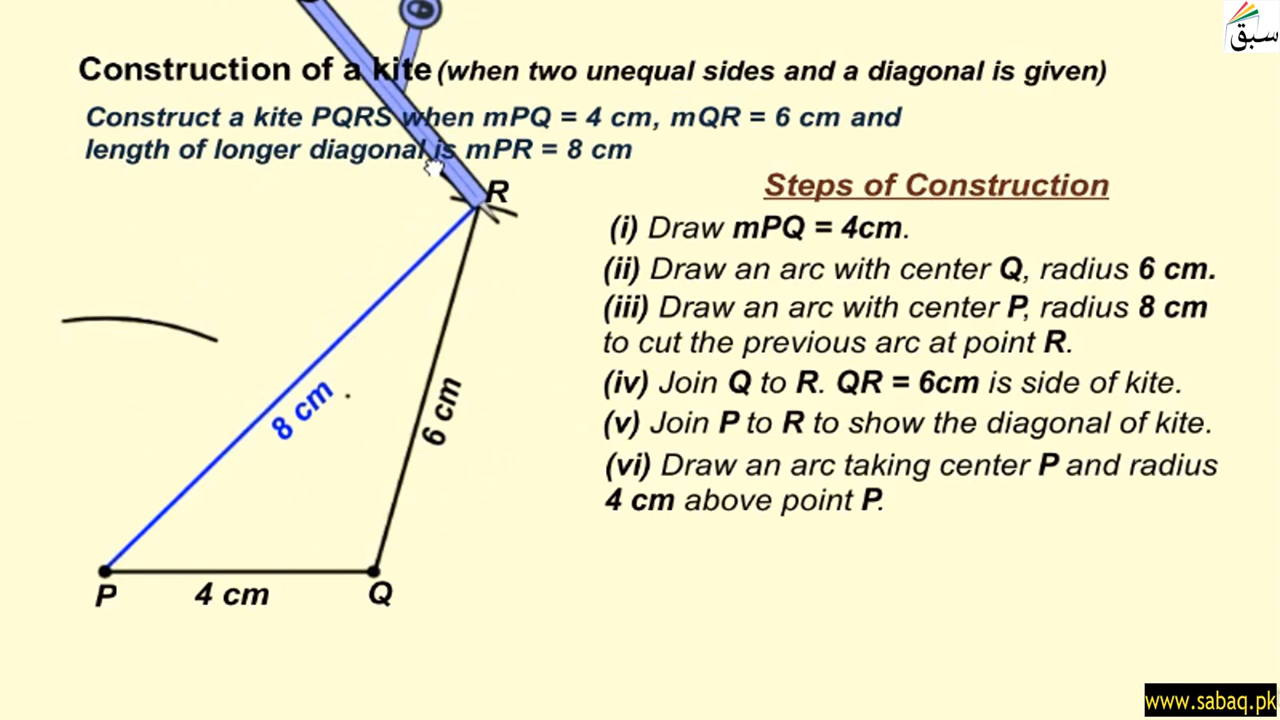 سبق
Construction of a kite (when two unequal sides and a diagonal is given)
Construct a kite PQRS when mPQ = 4 cm, mQR = 6 cm and
length of longer diagonal is mPR = 8 cm
R
Steps of Construction
(i) Draw mPQ = 4cm.
(ii) Draw an arc with center Q, radius 6 cm.
(iii) Draw an arc with center P, radius 8 cm
to cut the previous arc at point R.
(iv) Join Q to R. QR = 6cm is side of kite.
(v) Join P to R to show the diagonal of kite.
(vi) Draw an arc taking center P and radius
4 cm above point P.
8 cm
6 cm
P
4 cm
Q
www.sabaq.pk